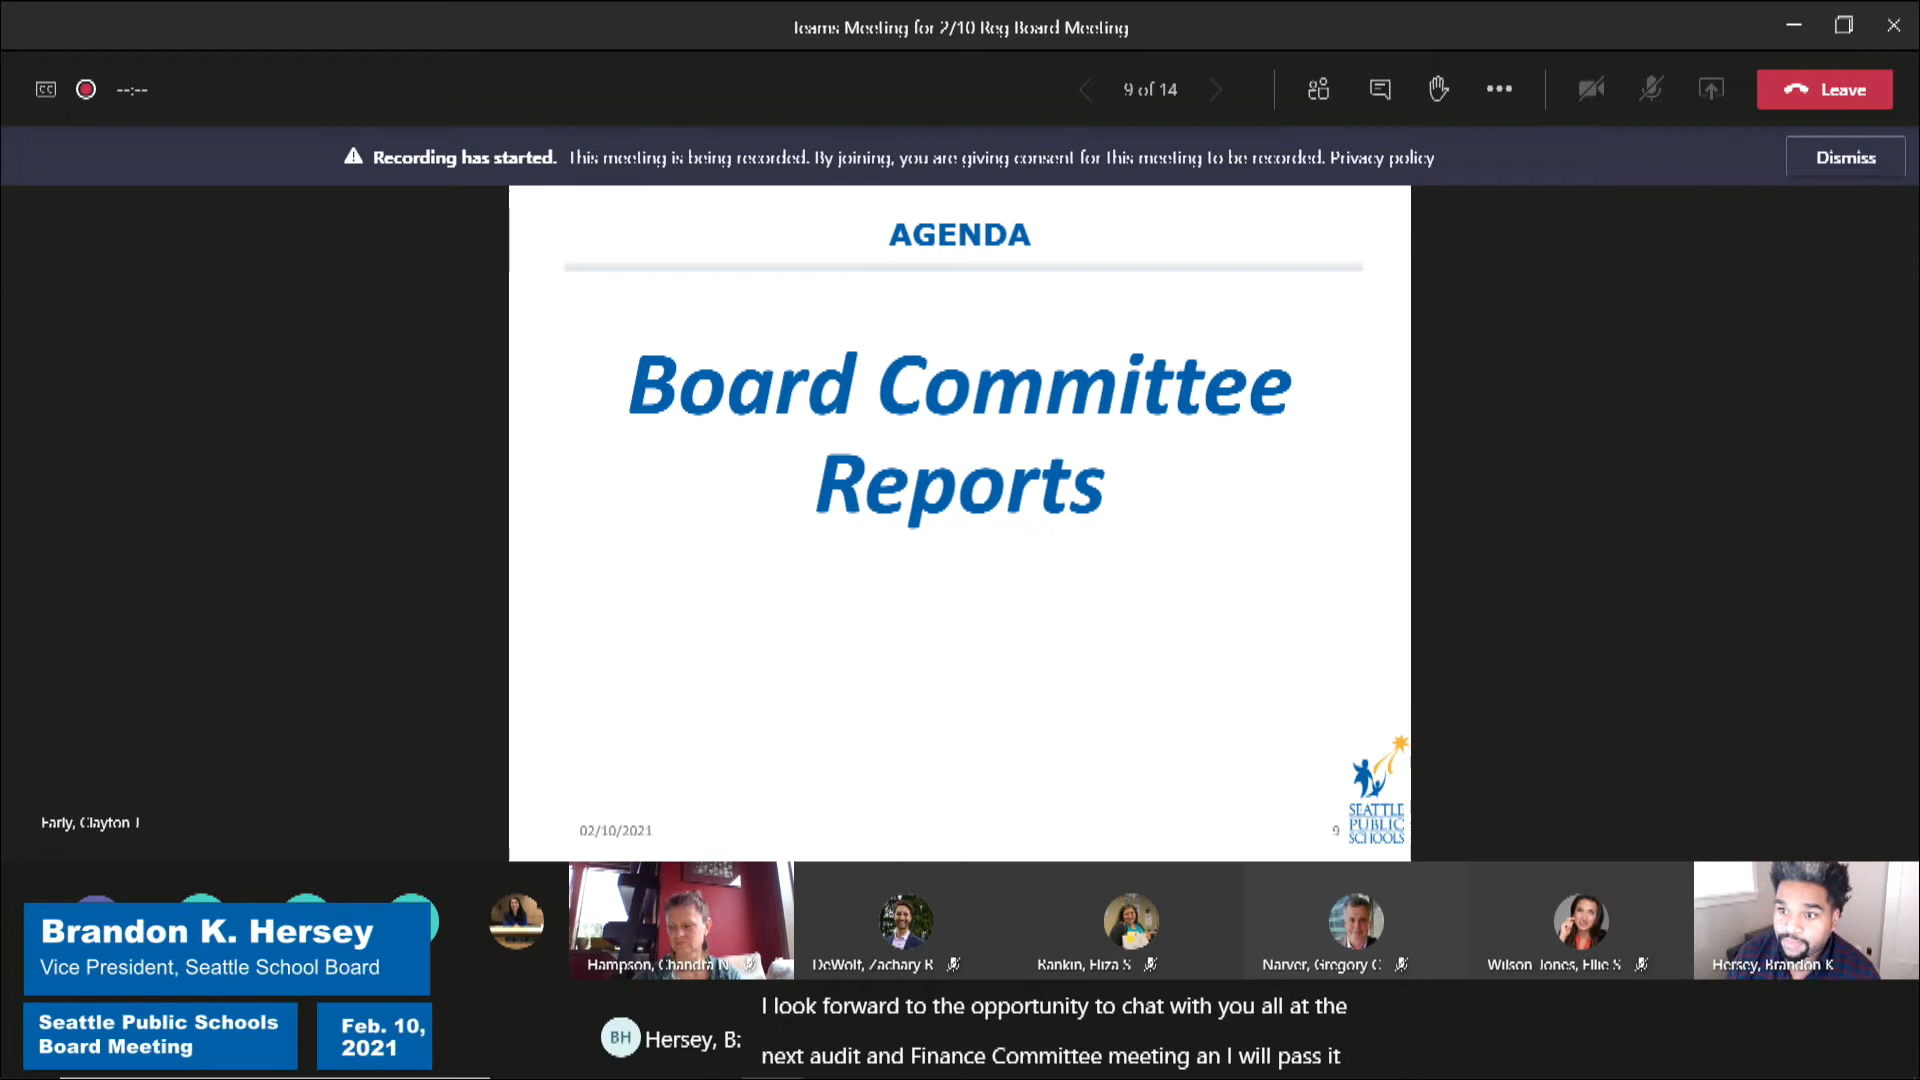 Teams Meeting for 2/10 Reg Board Meeting
CC
--:--
9 of 14
Leave
Recording has started. This meeting is being recorded. By joining, you are giving consent for this meeting to be recorded. Privacy policy
Dismiss
AGENDA
Board Committee
Reports
Early, Clayton J
02/10/2021
9
SEATTLE
PUBLIC
SCHOOLS
Hampson, Chandra N
DeWolf, Zachary R
Rankin, Eliza S
Narver, Gregory C
Wilson Jones, Ellie S
Hersey, Brandon K
Brandon K. Hersey
Vice President, Seattle School Board
Seattle Public Schools
Board Meeting
Feb. 10,
2021
BH
Hersey, B:
I look forward to the opportunity to chat with you all at the
next audit and Finance Committee meeting an I will pass it